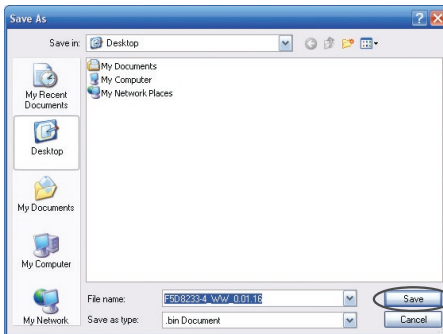 Save As
Save in:
Desktop
My Recent
Documents
Desktop
My Documents
My Computer
My Network
My Documents
My Computer
My Network Places
File name:
F5D8233-4_WW_0.01.16
Save
Save as type:
.bin Document
Cancel